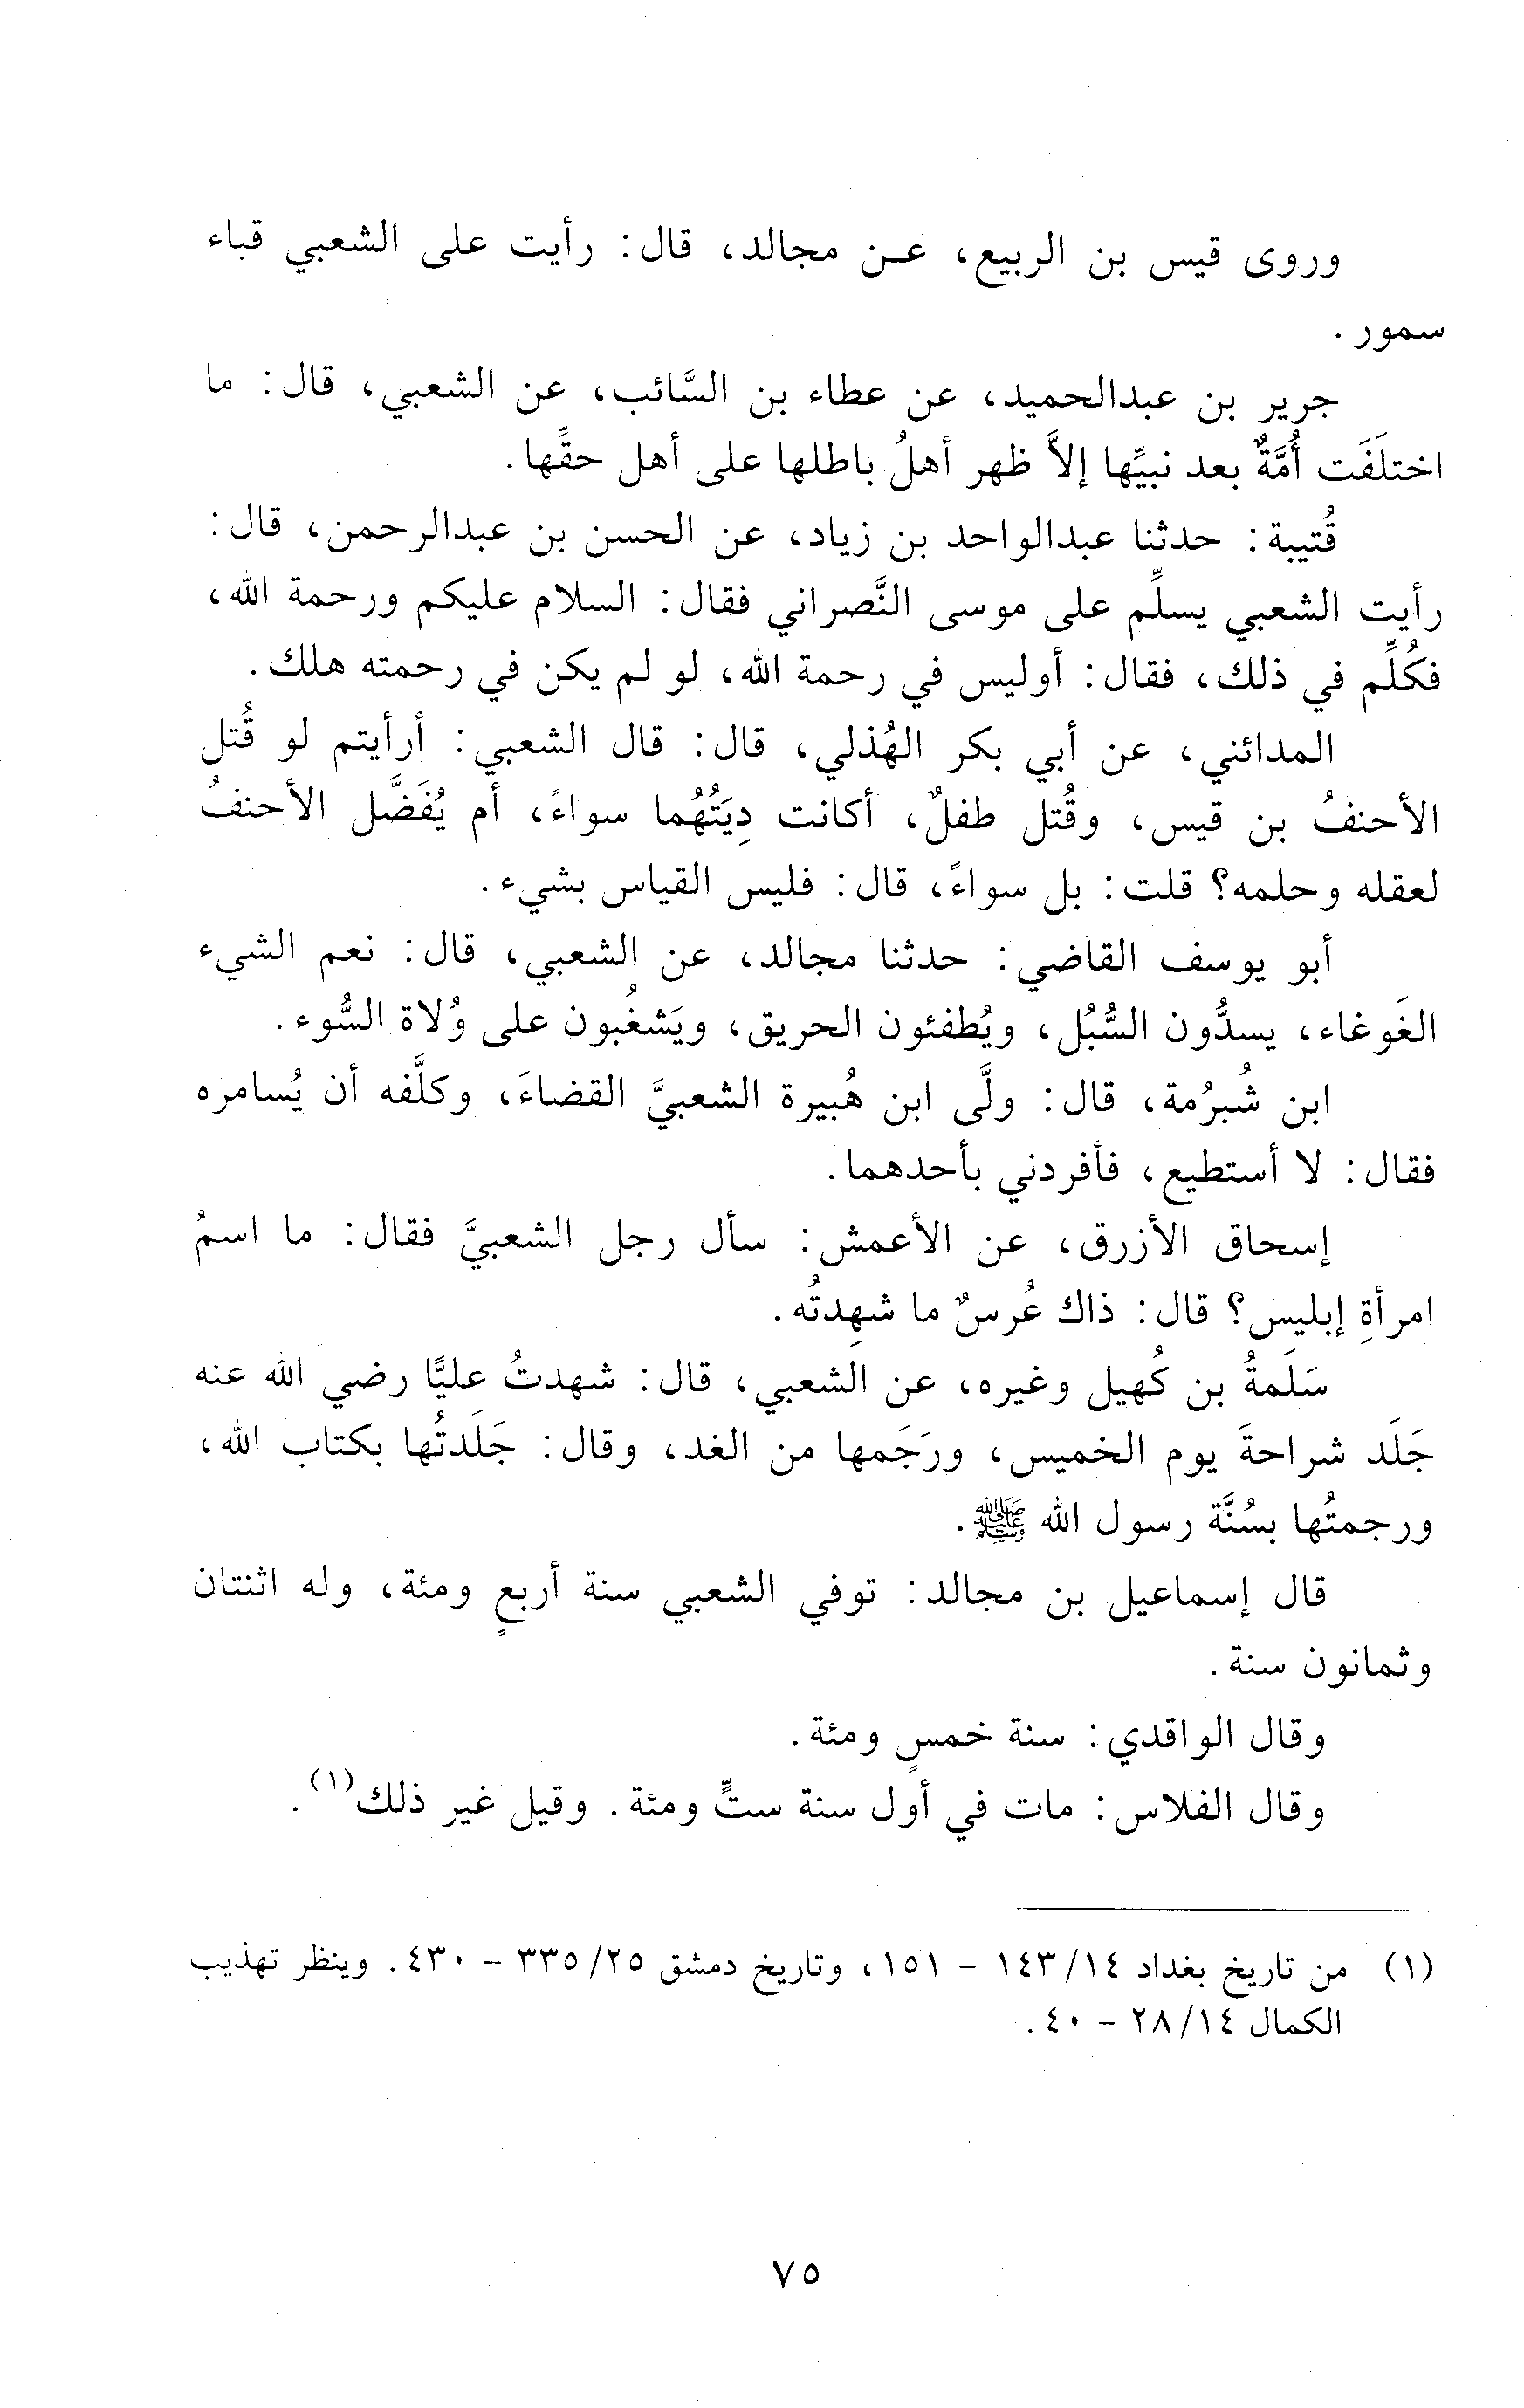 وروى قيس بن الربيع، عـن مجالد، قال: رأيت على الشعبي قباء
سمور.
جرير بن عبدالحميد، عن عطاء بن السَّائب، عن الشعبي، قال: ما
اختلَفَت أُمَّةٌ بعد نبيِّها إلاَّ ظهر أهلُ باطلها على أهل حقِّها.
قُتيبة: حدثنا عبدالواحد بن زياد، عن الحسن بن عبدالرحمن، قال:
رأيت الشعبي يسلِّم على موسى النَّصراني فقال: السلام عليكم ورحمة الله،
فكُلِّم في ذلك، فقال: أوليس في رحمة الله، لو لم يكن في رحمته هلك.
المدائني، عن أبي بكر الهُذلي، قال: قال الشعبي: أرأيتم لو قُتل
الأحنفُ بن قيس، وقُتل طفلٌ، أكانت دِيَتُهُما سواءً، أم يُفَضَّل الأحنفُ
لعقله وحلمه؟ قلت: بل سواءً، قال: فليس القياس بشيء.
أبو يوسف القاضي: حدثنا مجالد، عن الشعبي، قال: نعم الشيء
الغَوغاء، يسدُّون السُّبُل، ويُطفئون الحريق، ويَشغُبون على وُلاة السُّوء.
ابن شُبرُمة، قال: ولَّى ابن هُبيرة الشعبيَّ القضاءَ، وكلَّفه أن يُسامره
فقال: لا أستطيع، فأفردني بأحدهما.
إسحاق الأزرق، عن الأعمش: سأل رجل الشعبيَّ فقال: ما اسمُ
امرأةِ إبليس؟ قال: ذاك عُرسٌ ما شهِدتُه.
سَلَمةُ بن كُهيل وغيره، عن الشعبي، قال: شهدتُ عليًّا رضي الله عنه
جَلَد شراحةَ يوم الخميس، ورَجَمها من الغد، وقال: جَلَدتُها بكتاب الله،
ورجمتُها بسُنَّة رسول الله ﷺ.
قال إسماعيل بن مجالد: توفي الشعبي سنة أربعٍ ومئة، وله اثنتان
وثمانون سنة.
وقال الواقدي: سنة خمسٍ ومئة.
وقال الفلاس: مات في أول سنة ستٍّ ومئة. وقيل غير ذلك(١).
(١) من تاريخ بغداد ١٤/ ١٤٣ - ١٥١، وتاريخ دمشق ٢٥/ ٣٣٥ - ٤٣٠. وينظر تهذيب
الكمال ١٤/ ٢٨ - ٤٠.
٧٥